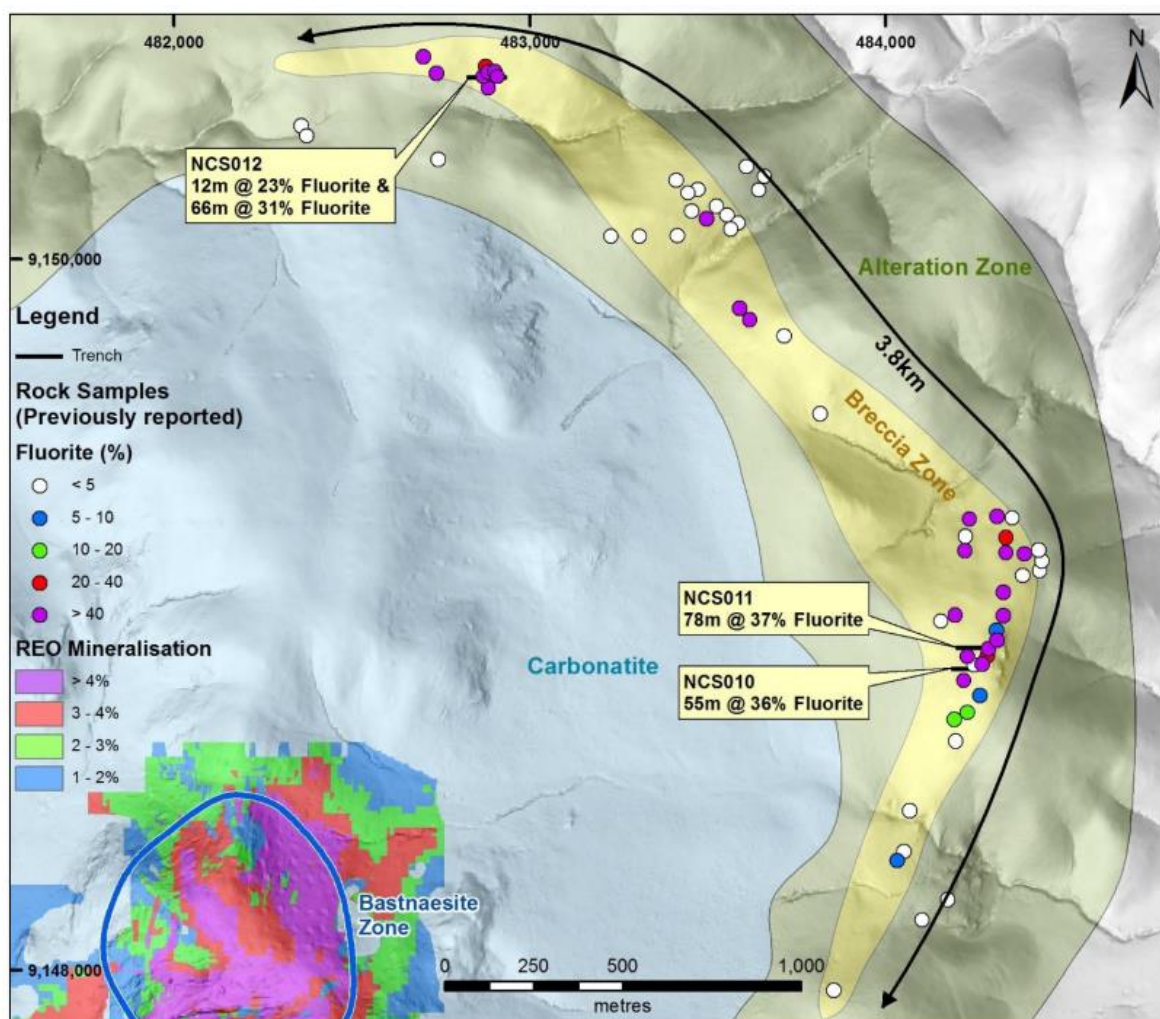 482,000
483,000
484,000
N
NCS012
12m @ 23% Fluorite &
66m @ 31% Fluorite
9,150,000
Alteration Zone
Legend
Trench
3.8km
Rock Samples
(Previously reported)
Fluorite (%)
< 5
5 - 10
10 - 20
20 - 40
> 40
Breccia Zone
NCS011
78m @ 37% Fluorite
REO Mineralisation
> 4%
3 - 4%
2 - 3%
1 - 2%
Carbonatite
NCS010
55m @ 36% Fluorite
Bastnaesite
Zone
9,148,000
0 250 500 1,000
metres